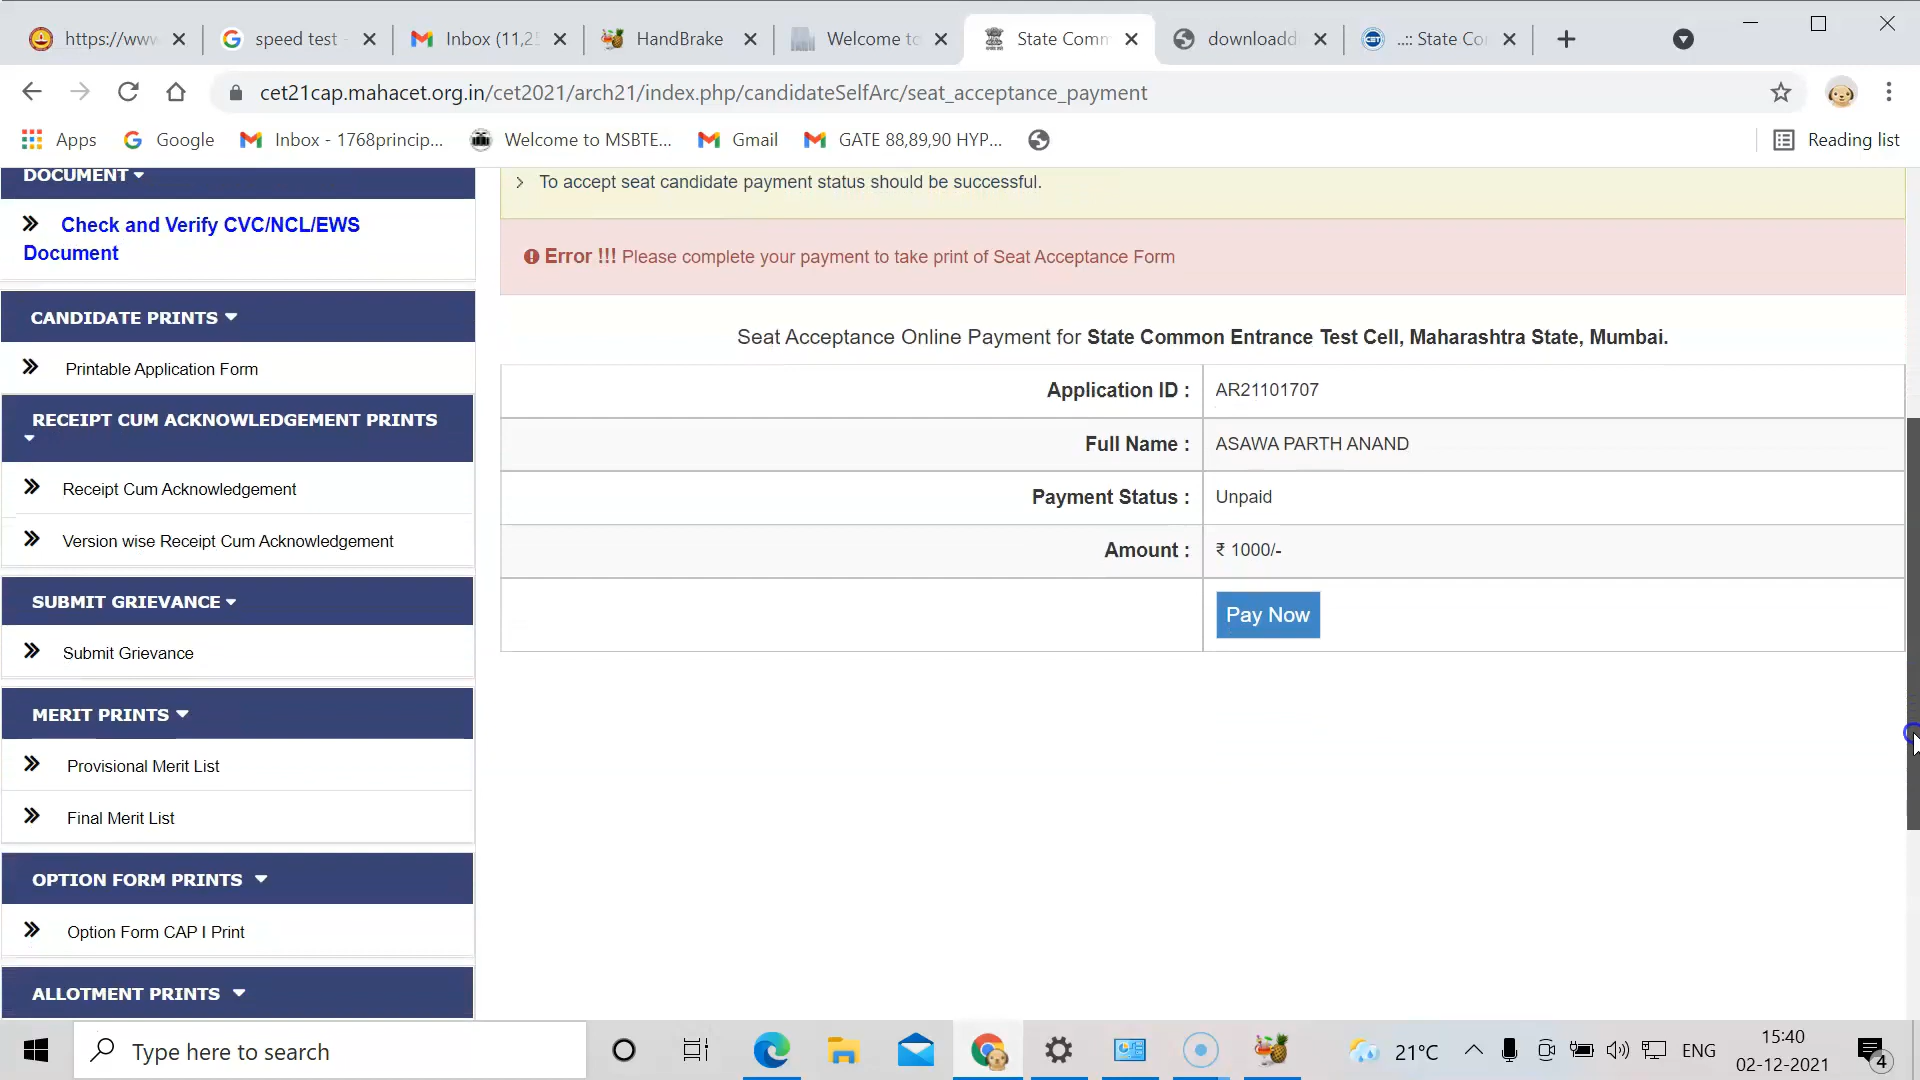 https://www
speed test
Inbox (11,2
HandBrake
Welcome to
State Comm
downloadd
..:: State Co
cet21cap.mahacet.org.in/cet2021/arch21/index.php/candidateSelfArc/seat_acceptance_payment
Apps
Google
Inbox - 1768princip...
Welcome to MSBTE...
Gmail
GATE 88,89,90 HYP...
Reading list
DOCUMENT
Check and Verify CVC/NCL/EWS
Document
CANDIDATE PRINTS
Printable Application Form
RECEIPT CUM ACKNOWLEDGEMENT PRINTS
Receipt Cum Acknowledgement
Version wise Receipt Cum Acknowledgement
SUBMIT GRIEVANCE
Submit Grievance
MERIT PRINTS
Provisional Merit List
Final Merit List
OPTION FORM PRINTS
Option Form CAP I Print
ALLOTMENT PRINTS
To accept seat candidate payment status should be successful.
Error !!! Please complete your payment to take print of Seat Acceptance Form
Seat Acceptance Online Payment for State Common Entrance Test Cell, Maharashtra State, Mumbai.
Application ID : AR21101707
Full Name : ASAWA PARTH ANAND
Payment Status : Unpaid
Amount : ₹ 1000/-
Pay Now
Type here to search
21°C
ENG
15:40
02-12-2021
4